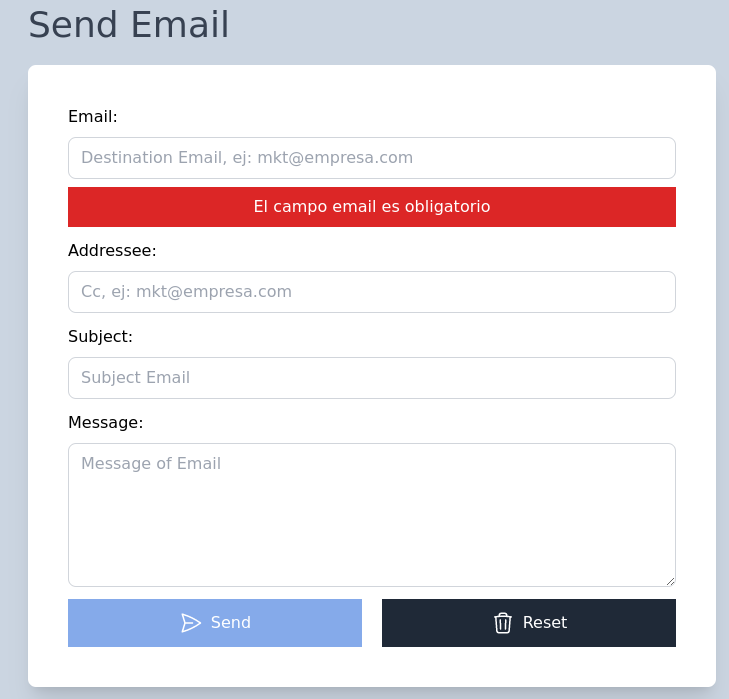 Send Email
Email:
Destination Email, ej: mkt@empresa.com
El campo email es obligatorio
Addressee:
Cc, ej: mkt@empresa.com
Subject:
Subject Email
Message:
Message of Email
Send
Reset